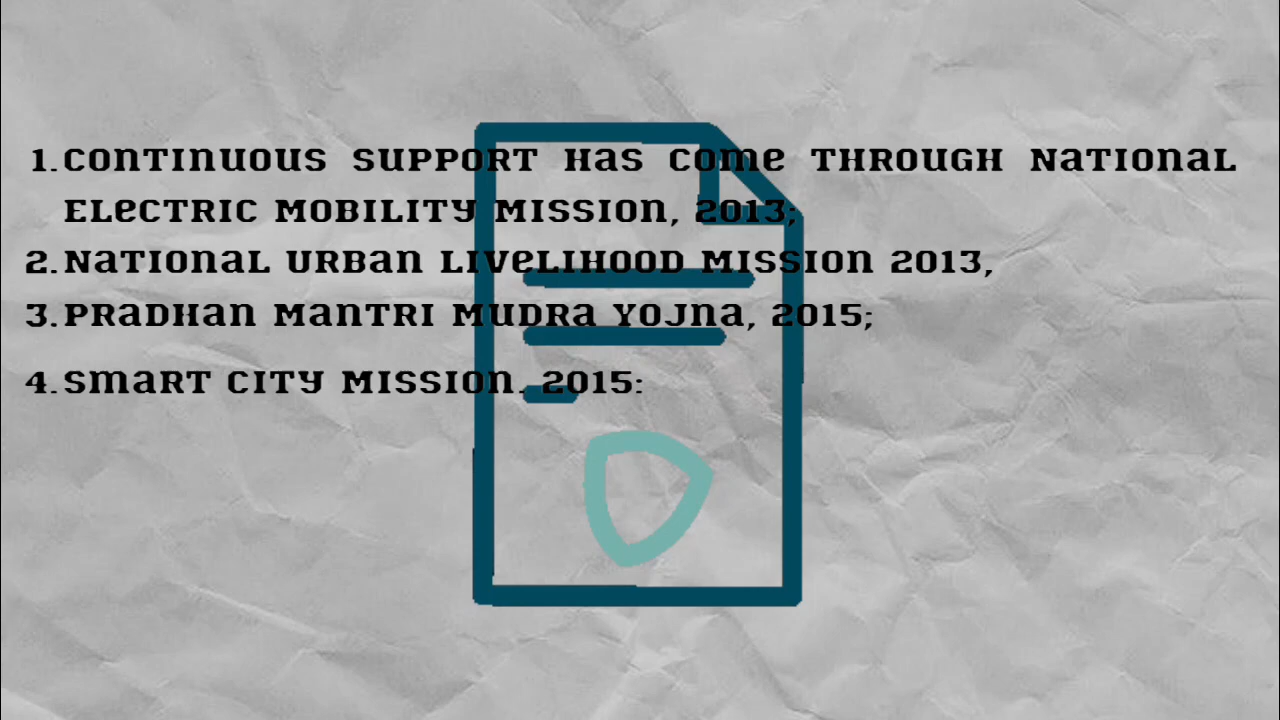 1. Continuous support has come through National
Electric Mobility Mission, 2013;
2. National Urban Livelihood Mission 2013,
3. Pradhan Mantri Mudra Yojna, 2015;
4. Smart City Mission. 2015: